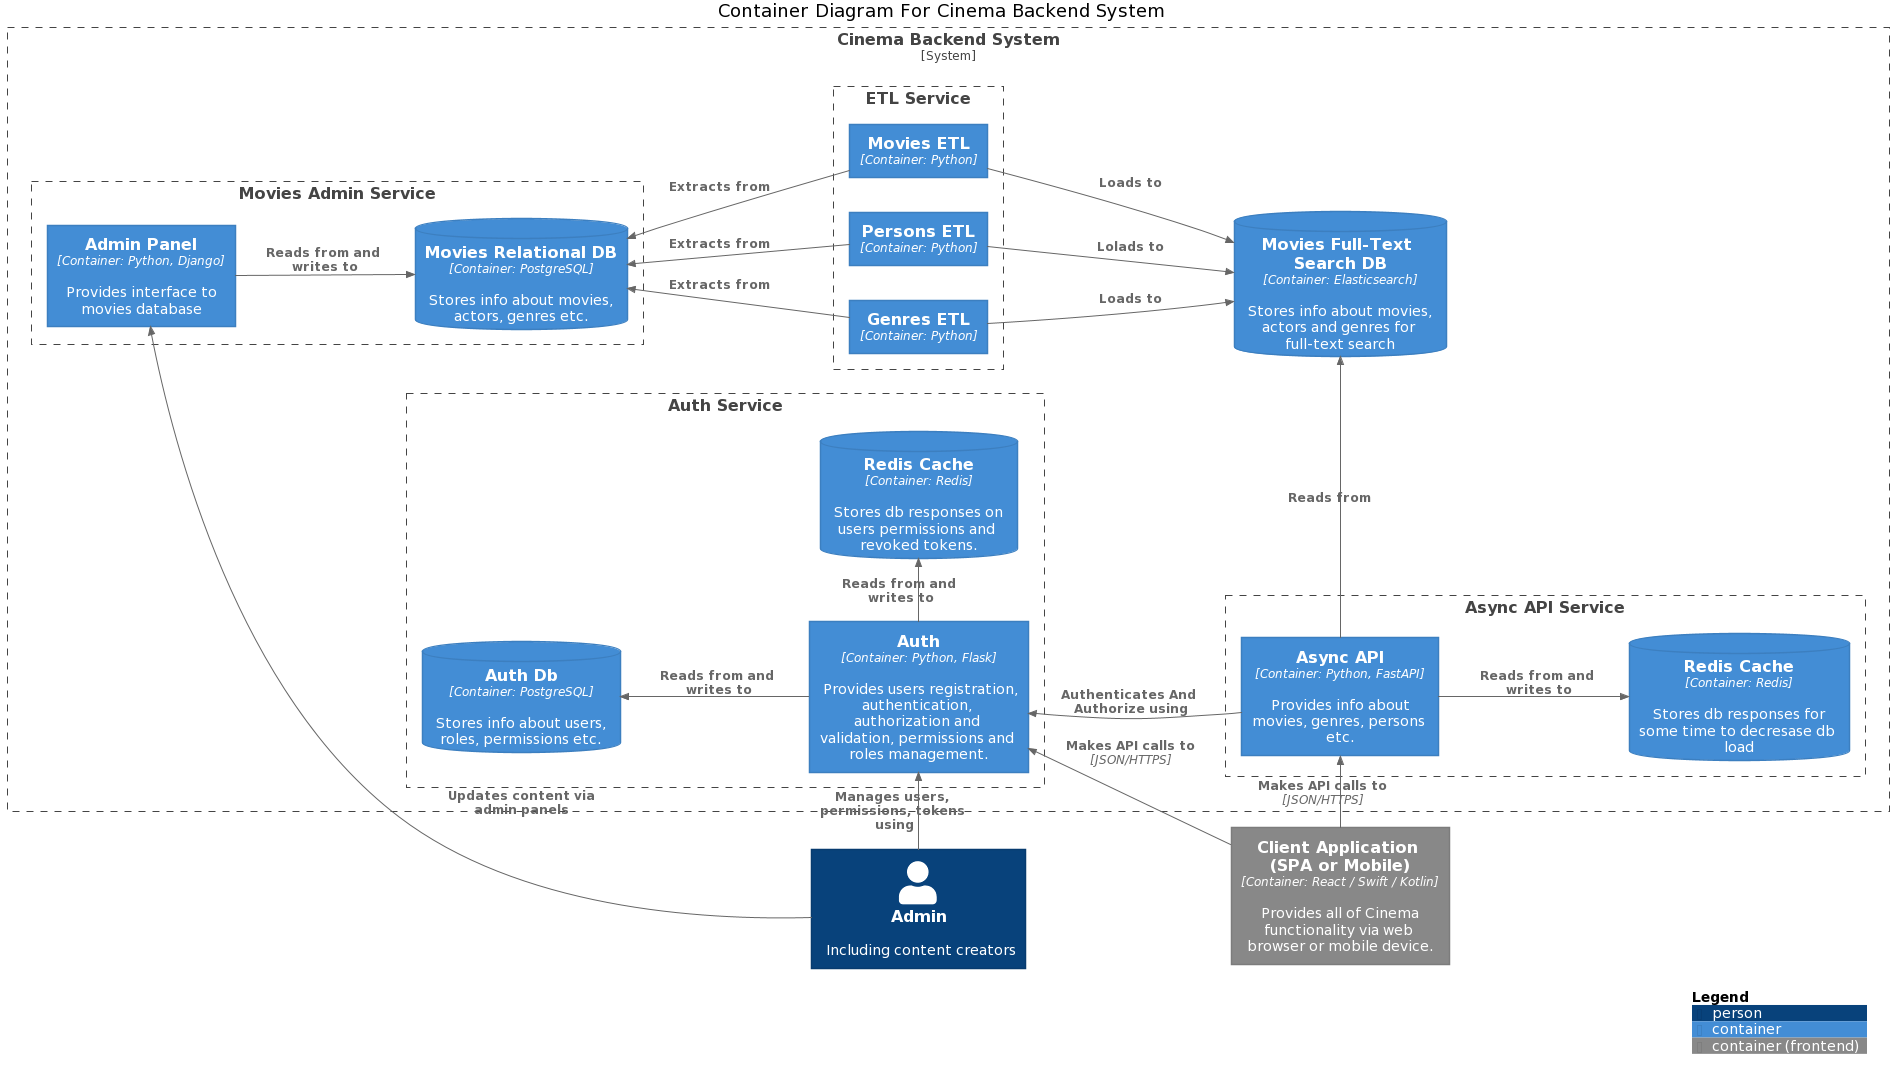 Container Diagram For Cinema Backend System
Cinema Backend System
[System]
ETL Service
Movies ETL
[Container: Python]
Persons ETL
[Container: Python]
Genres ETL
[Container: Python]
Movies Admin Service
Admin Panel
[Container: Python, Django]
Provides interface to
movies database
Reads from and
writes to
Movies Relational DB
[Container: PostgreSQL]
Stores info about movies,
actors, genres etc.
Extracts from
Extracts from
Extracts from
Loads to
Lolads to
Loads to
Movies Full-Text
Search DB
[Container: Elasticsearch]
Stores info about movies,
actors and genres for
full-text search
Auth Service
Redis Cache
[Container: Redis]
Stores db responses on
users permissions and
revoked tokens.
Reads from and
writes to
Auth Db
[Container: PostgreSQL]
Stores info about users,
roles, permissions etc.
Reads from and
writes to
Auth
[Container: Python, Flask]
Provides users registration,
authentication,
authorization and
validation, permissions and
roles management.
Reads from
Authenticates And
Authorize using
Makes API calls to
[JSON/HTTPS]
Async API Service
Async API
[Container: Python, FastAPI]
Provides info about
movies, genres, persons
etc.
Reads from and
writes to
Redis Cache
[Container: Redis]
Stores db responses for
some time to decresase db
load
Makes API calls to
[JSON/HTTPS]
Updates content via
admin panels
Manages users,
permissions, tokens
using
Admin
Including content creators
Client Application
(SPA or Mobile)
[Container: React / Swift / Kotlin]
Provides all of Cinema
functionality via web
browser or mobile device.
Legend
person
container
container (frontend)